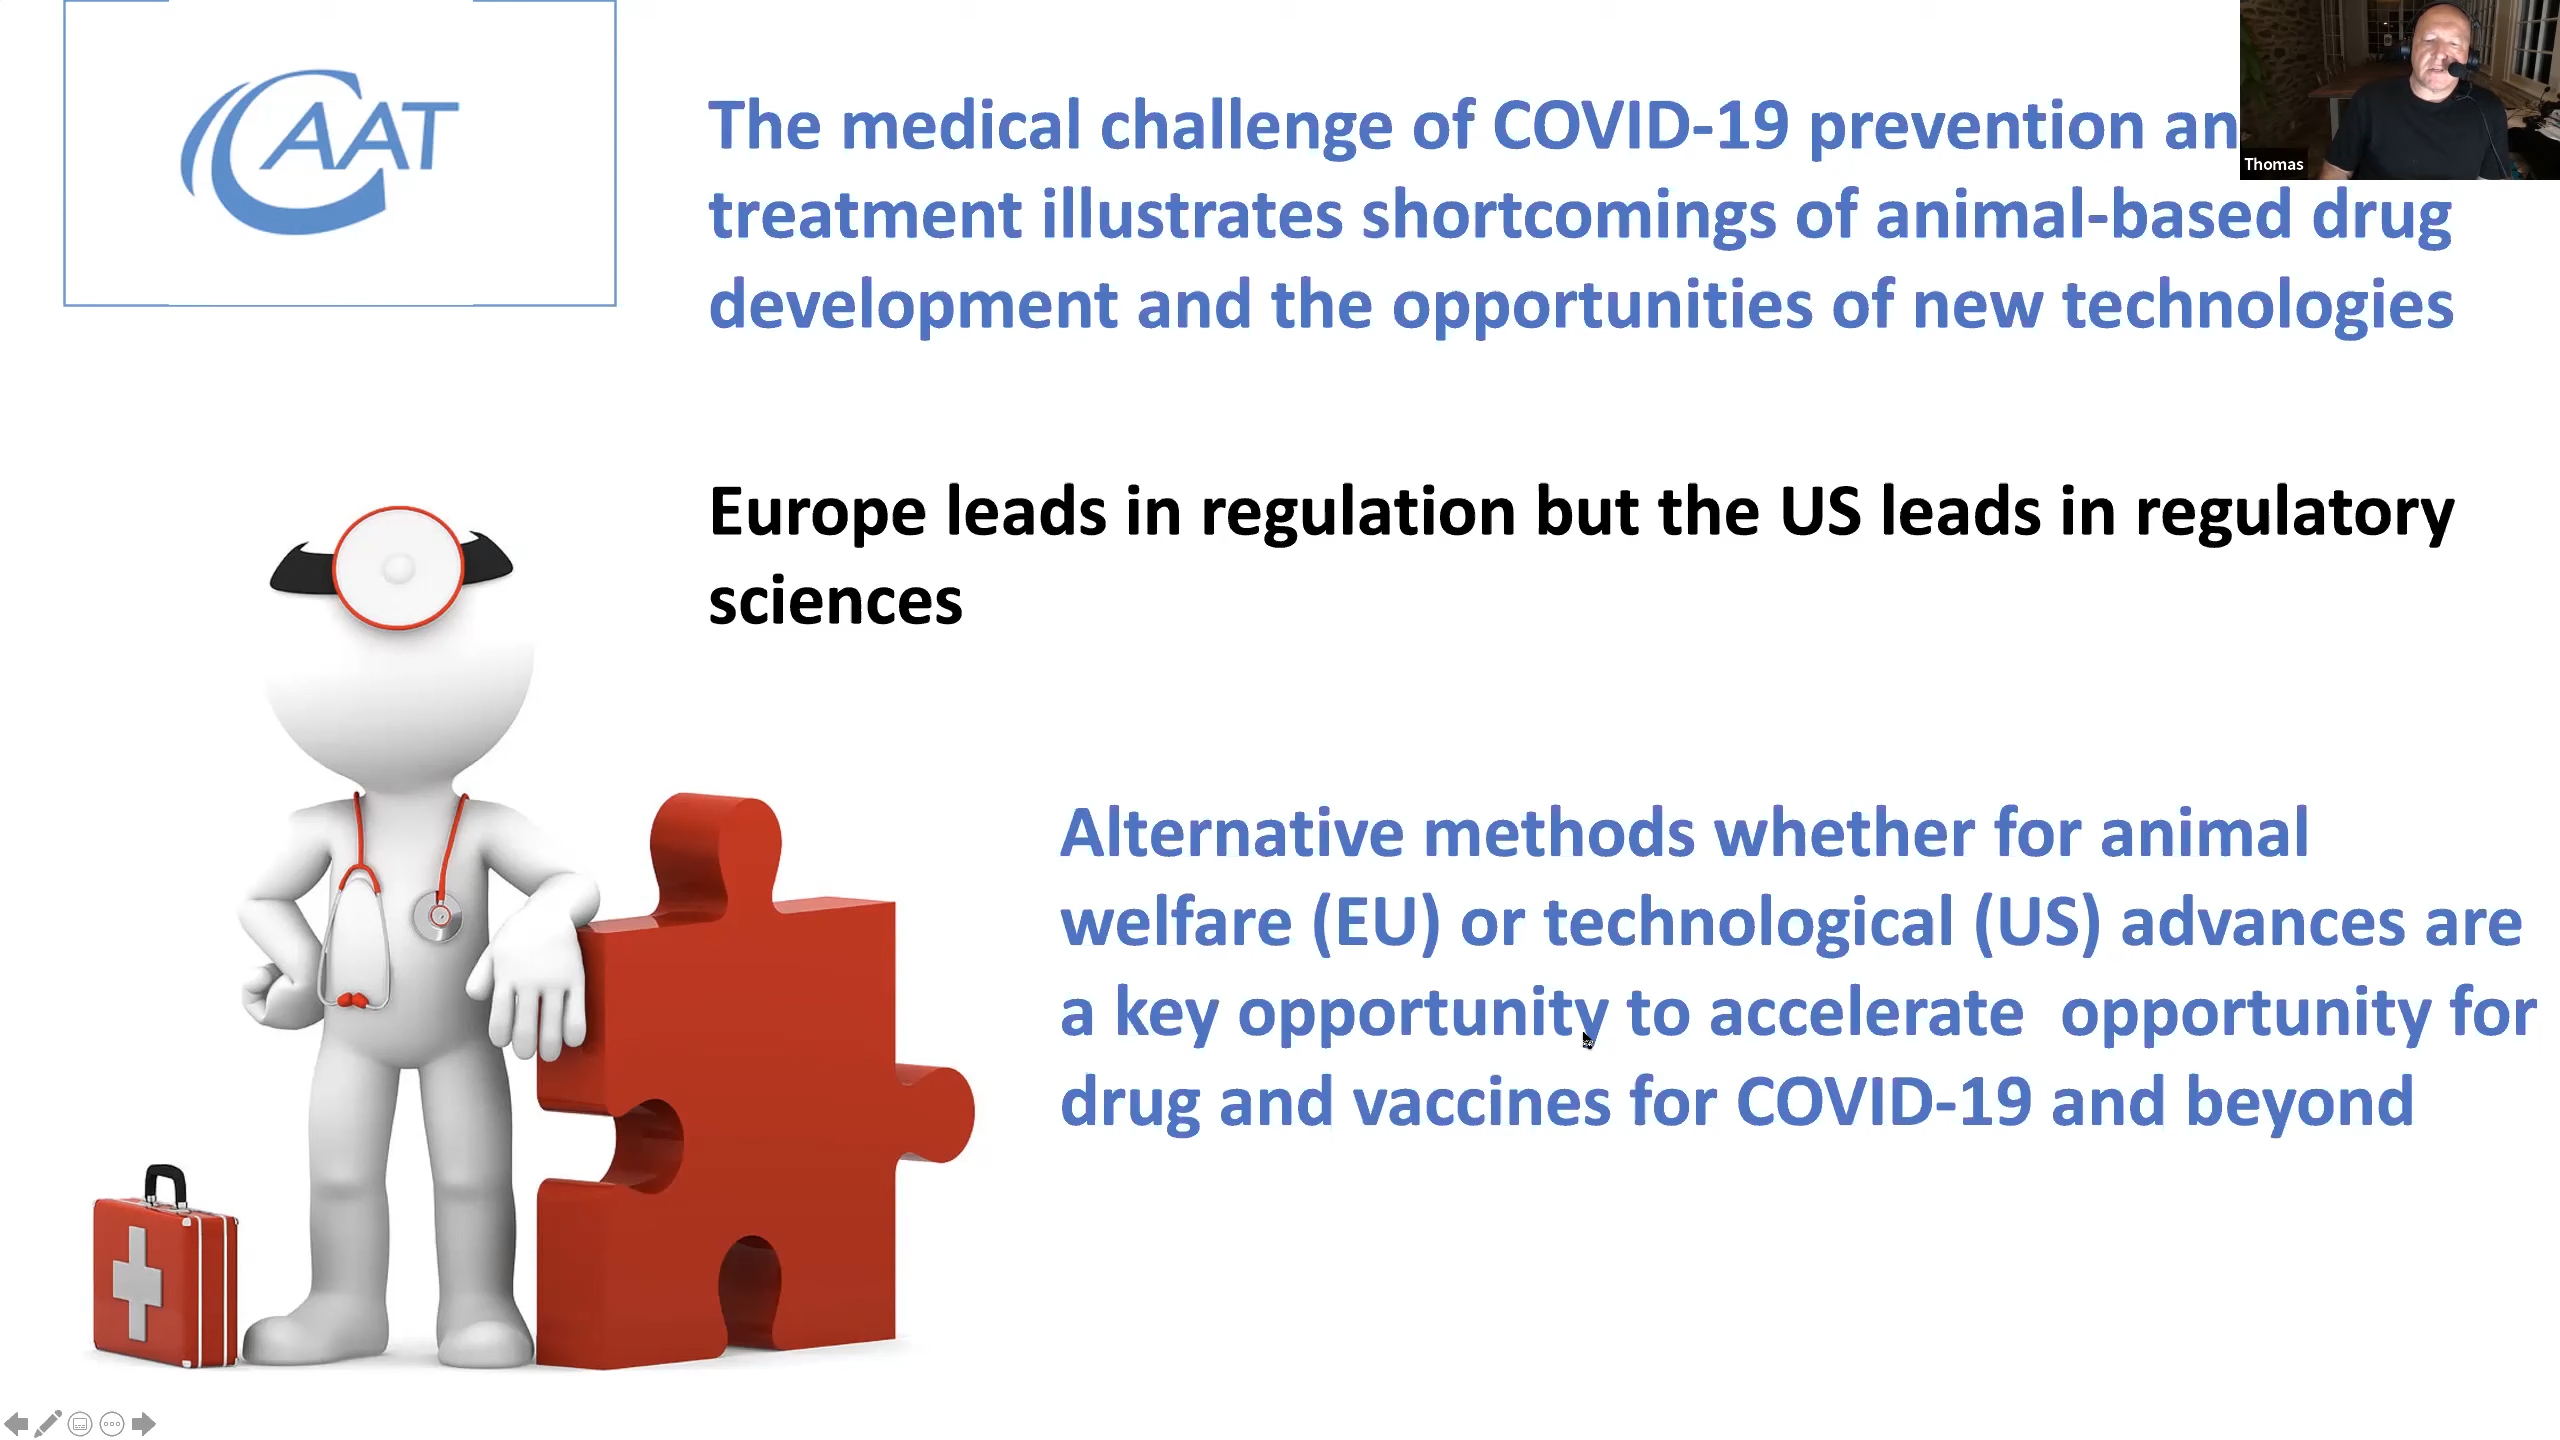 CAAT
The medical challenge of COVID-19 prevention an
Thomas
treatment illustrates shortcomings of animal-based drug
development and the opportunities of new technologies
Europe leads in regulation but the US leads in regulatory
sciences
Alternative methods whether for animal
welfare (EU) or technological (US) advances are
a key opportunity to accelerate  opportunity for
drug and vaccines for COVID-19 and beyond